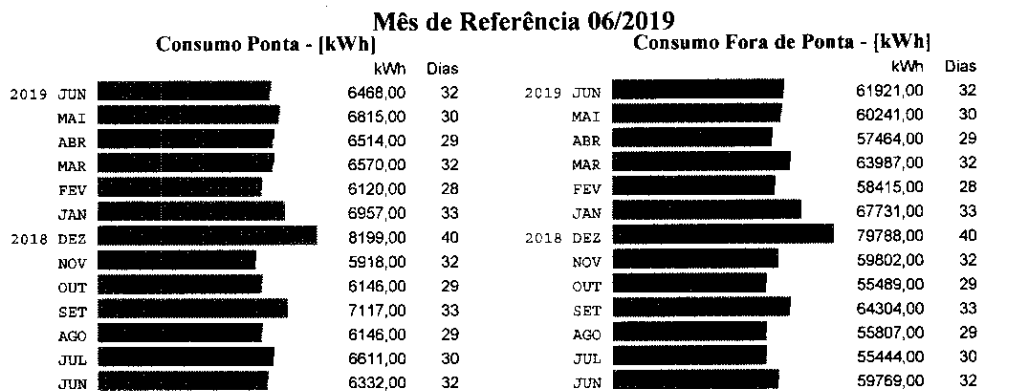 Mês de Referência 06/2019
Consumo Ponta - [kWh]
kWh Dias
2019 JUN 6468,00 32
MAI 6815,00 30
ABR 6514,00 29
MAR 6570,00 32
FEV 6120,00 28
JAN 6957,00 33
2018 DEZ 8199,00 40
NOV 5918,00 32
OUT 6146,00 29
SET 7117,00 33
AGO 6146,00 29
JUL 6611,00 30
JUN 6332,00 32
Consumo Fora de Ponta - [kWh]
kWh Dias
2019 JUN 61921,00 32
MAI 60241,00 30
ABR 57464,00 29
MAR 63987,00 32
FEV 58415,00 28
JAN 67731,00 33
2018 DEZ 79788,00 40
NOV 59802,00 32
OUT 55489,00 29
SET 64304,00 33
AGO 55807,00 29
JUL 55444,00 30
JUN 59769,00 32